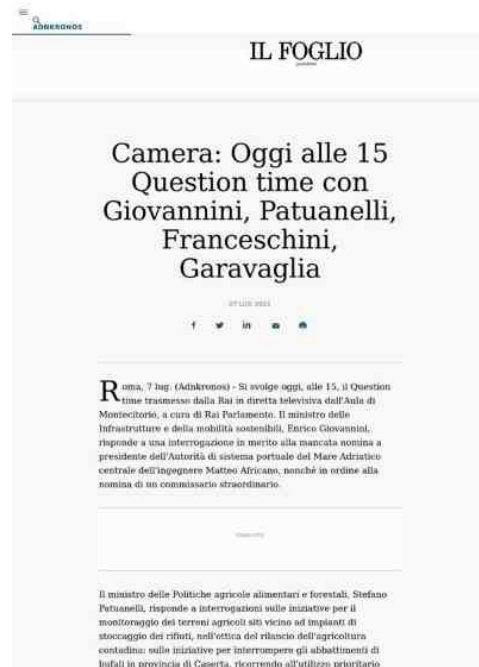 ADNKRONOS
IL FOGLIO
quotidiano
Camera: Oggi alle 15
Question time con
Giovannini, Patuanelli,
Franceschini,
Garavaglia
Roma, 7 lug. (Adnkronos) - Si svolge oggi, alle 15, il Question
time trasmesso dalla Rai in diretta televisiva dall'Aula di
Montecitorio, a cura di Rai Parlamento. Il ministro delle
Infrastrutture e della mobilità sostenibili, Enrico Giovannini,
risponde a una interrogazione in merito alla mancata nomina a
presidente dell'Autorità di sistema portuale del Mare Adriatico
centrale dell'ingegnere Matteo Africano, nonché in ordine alla
nomina di un commissario straordinario.
Il ministro delle Politiche agricole alimentari e forestali, Stefano
Patuanelli, risponde a interrogazioni sulle iniziative per il
monitoraggio dei terreni agricoli siti vicino ad impianti di
stoccaggio dei rifiuti, nell'ottica del rilancio dell'agricoltura
contadina; sulle iniziative per interrompere gli abbattimenti di
bufali in provincia di Caserta, ricorrendo all'utilizzo prioritario